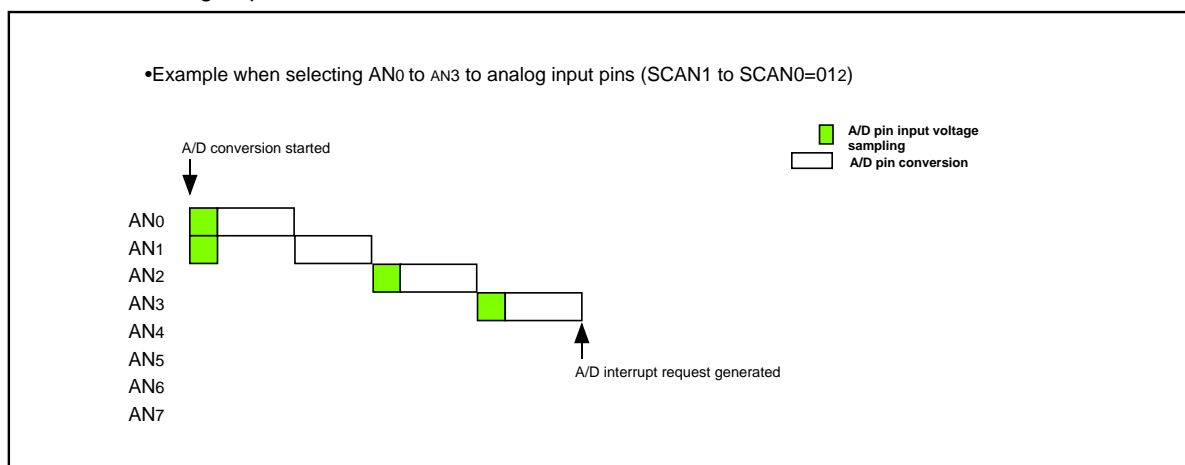 •Example when selecting AN0 to AN3 to analog input pins (SCAN1 to SCAN0=012)
A/D pin input voltage
sampling
A/D pin conversion
A/D conversion started
AN0
AN1
AN2
AN3
AN4
AN5
AN6
AN7
A/D interrupt request generated